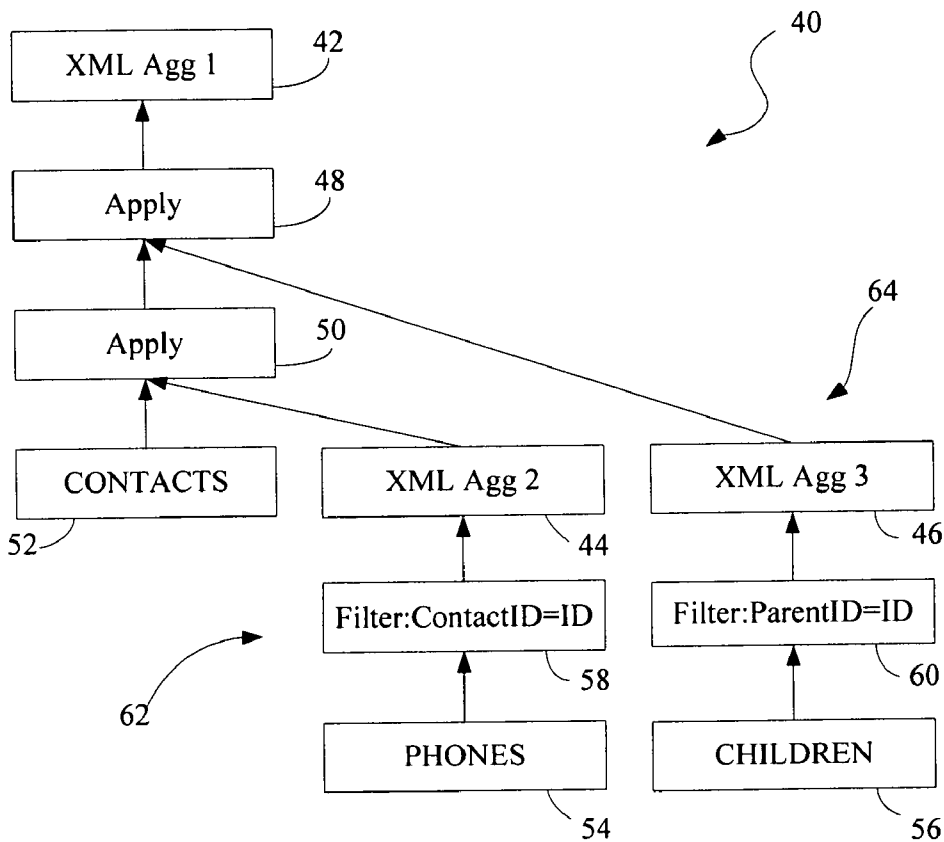 40
42
XML Agg 1
48
Apply
64
50
Apply
CONTACTS
XML Agg 2
XML Agg 3
52
44
46
Filter:ContactID=ID
Filter:ParentID=ID
58
60
62
PHONES
CHILDREN
54
56